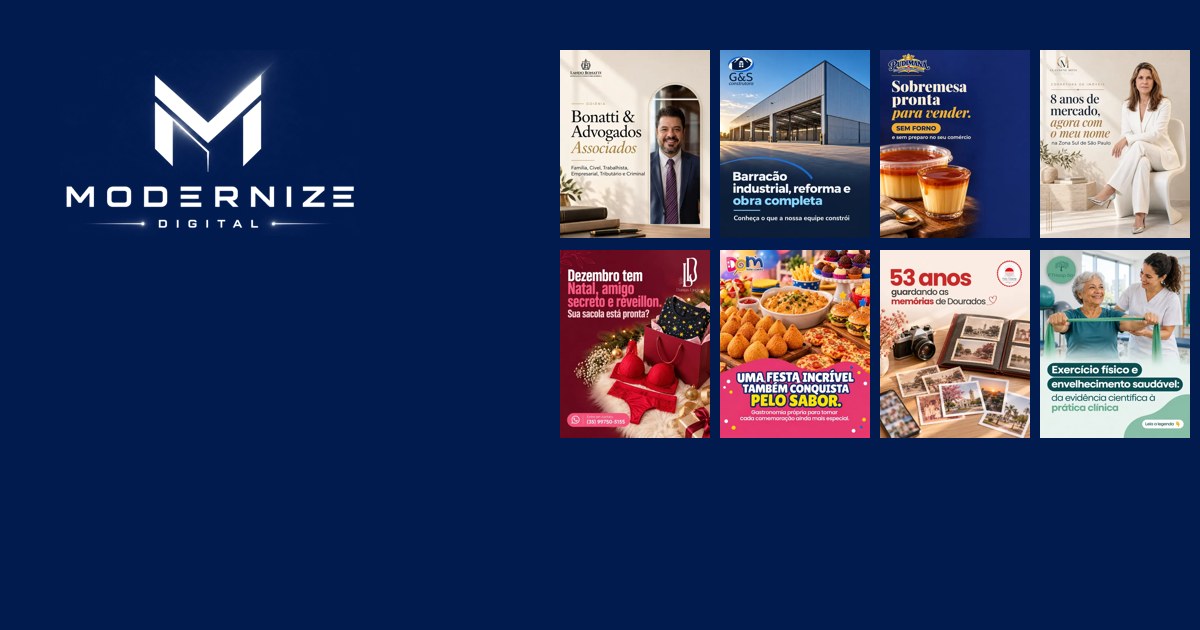 MODERNIZE
DIGITAL
Bonatti &
Advogados
Associados
Família, Cível, Trabalhista,
Empresarial, Tributário e Criminal
G&S
Barracão
industrial, reforma e
obra completa
Conheça o que a nossa equipe constrói
RUDIMANA
Sobremesa
pronta
para vender.
SEM FORNO
e sem preparo no seu comércio
8 anos de
mercado,
agora com
o meu nome
na Zona Sul de São Paulo
Dezembro tem
Natal, amigo
secreto e réveillon.
Sua sacola está pronta?
UMA FESTA INCRÍVEL
TAMBÉM CONQUISTA
PELO SABOR.
Gastronomia própria para tornar
cada comemoração ainda mais especial.
53 anos
guardando as
memórias de Dourados
Exercício físico e
envelhecimento saudável:
da evidência científica à
prática clínica
Leia a legenda